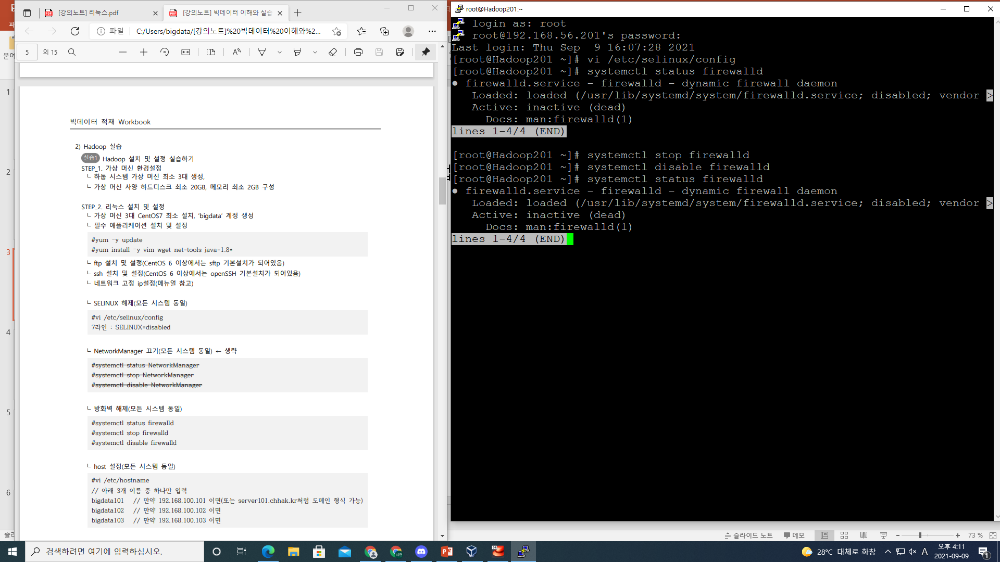 [강의노트] 리눅스.pdf
[강의노트] 빅데이터 이해와 실습
파일
C:/Users/bigdata/[강의노트]%20빅데이터%20이해와%2...
5
의 15
빅데이터 적재 Workbook
2) Hadoop 실습
실습1 Hadoop 설치 및 설정 실습하기
STEP_1. 가상 머신 환경설정
ㄴ 하둡 시스템 가상 머신 최소 3대 생성,
ㄴ 가상 머신 사양 하드디스크 최소 20GB, 메모리 최소 2GB 구성
STEP_2. 리눅스 설치 및 설정
ㄴ 가상 머신 3대 CentOS7 최소 설치, 'bigdata' 계정 생성
ㄴ 필수 애플리케이션 설치 및 설정
#yum -y update
#yum install -y vim wget net-tools java-1.8*
ㄴ ftp 설치 및 설정(CentOS 6 이상에서는 sftp 기본설치가 되어있음)
ㄴ ssh 설치 및 설정(CentOS 6 이상에서는 openSSH 기본설치가 되어있음)
ㄴ 네트워크 고정 ip설정(메뉴얼 참고)
ㄴ SELINUX 해제(모든 시스템 동일)
#vi /etc/selinux/config
7라인 : SELINUX=disabled
ㄴ NetworkManager 끄기(모든 시스템 동일) ← 생략
#systemctl status NetworkManager
#systemctl stop NetworkManager
#systemctl disable NetworkManager
ㄴ 방화벽 해제(모든 시스템 동일)
#systemctl status firewalld
#systemctl stop firewalld
#systemctl disable firewalld
ㄴ host 설정(모든 시스템 동일)
#vi /etc/hostname
// 아래 3개 이름 중 하나만 입력
bigdata101 // 만약 192.168.100.101 이면(또는 server101.chhak.kr처럼 도메인 형식 가능)
bigdata102 // 만약 192.168.100.102 이면
bigdata103 // 만약 192.168.100.103 이면
1
2
3
4
5
6
root@Hadoop201:~
login as: root
root@192.168.56.201's password:
Last login: Thu Sep  9 16:07:28 2021
[root@Hadoop201 ~]# vi /etc/selinux/config
[root@Hadoop201 ~]# systemctl status firewalld
● firewalld.service - firewalld - dynamic firewall daemon
Loaded: loaded (/usr/lib/systemd/system/firewalld.service; disabled; vendor >
Active: inactive (dead)
Docs: man:firewalld(1)
lines 1-4/4 (END)
[root@Hadoop201 ~]# systemctl stop firewalld
[root@Hadoop201 ~]# systemctl disable firewalld
[root@Hadoop201 ~]# systemctl status firewalld
● firewalld.service - firewalld - dynamic firewall daemon
Loaded: loaded (/usr/lib/systemd/system/firewalld.service; disabled; vendor >
Active: inactive (dead)
Docs: man:firewalld(1)
lines 1-4/4 (END)
슬라이드 노트
메모
73 %
검색하려면 여기에 입력하십시오.
28℃ 대체로 화창
A
오후 4:11
2021-09-09
1